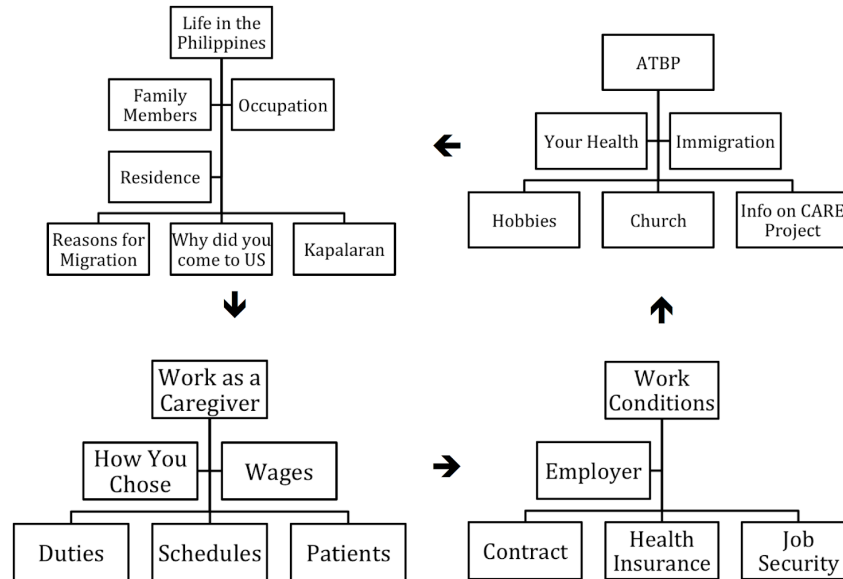 Life in the
Philippines
Family
Members
Occupation
Residence
Reasons for
Migration
Why did you
come to US
Kapalaran
ATBP
Your Health
Immigration
Hobbies
Church
Info on CARE
Project
Work as a
Caregiver
How You
Chose
Wages
Duties
Schedules
Patients
Work
Conditions
Employer
Contract
Health
Insurance
Job
Security